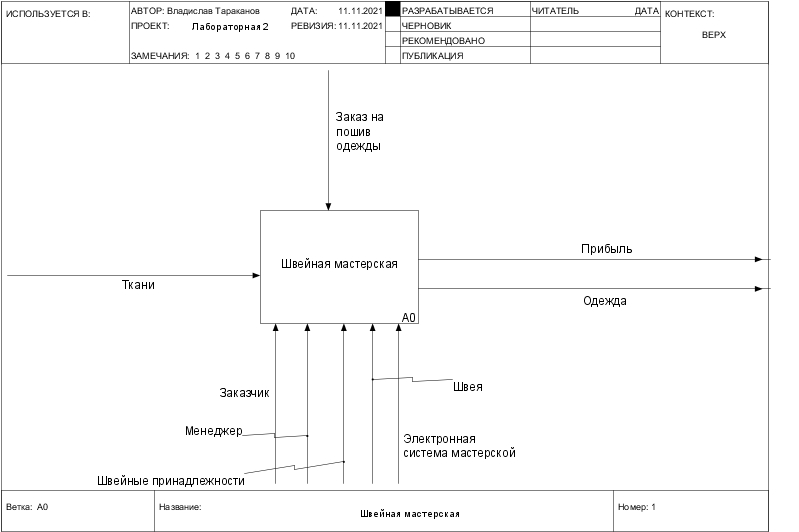 ИСПОЛЬЗУЕТСЯ В:
АВТОР: Владислав Тараканов
ДАТА: 11.11.2021
ПРОЕКТ: Лабораторная 2
РЕВИЗИЯ: 11.11.2021
ЗАМЕЧАНИЯ: 1 2 3 4 5 6 7 8 9 10
РАЗРАБАТЫВАЕТСЯ
ЧЕРНОВИК
РЕКОМЕНДОВАНО
ПУБЛИКАЦИЯ
ЧИТАТЕЛЬ ДАТА
КОНТЕКСТ:
ВЕРХ
Заказ на
пошив
одежды
Швейная мастерская
A0
Прибыль
Одежда
Ткани
Заказчик
Швея
Менеджер
Электронная
система мастерской
Швейные принадлежности
Ветка: A0
Название:
Швейная мастерская
Номер: 1